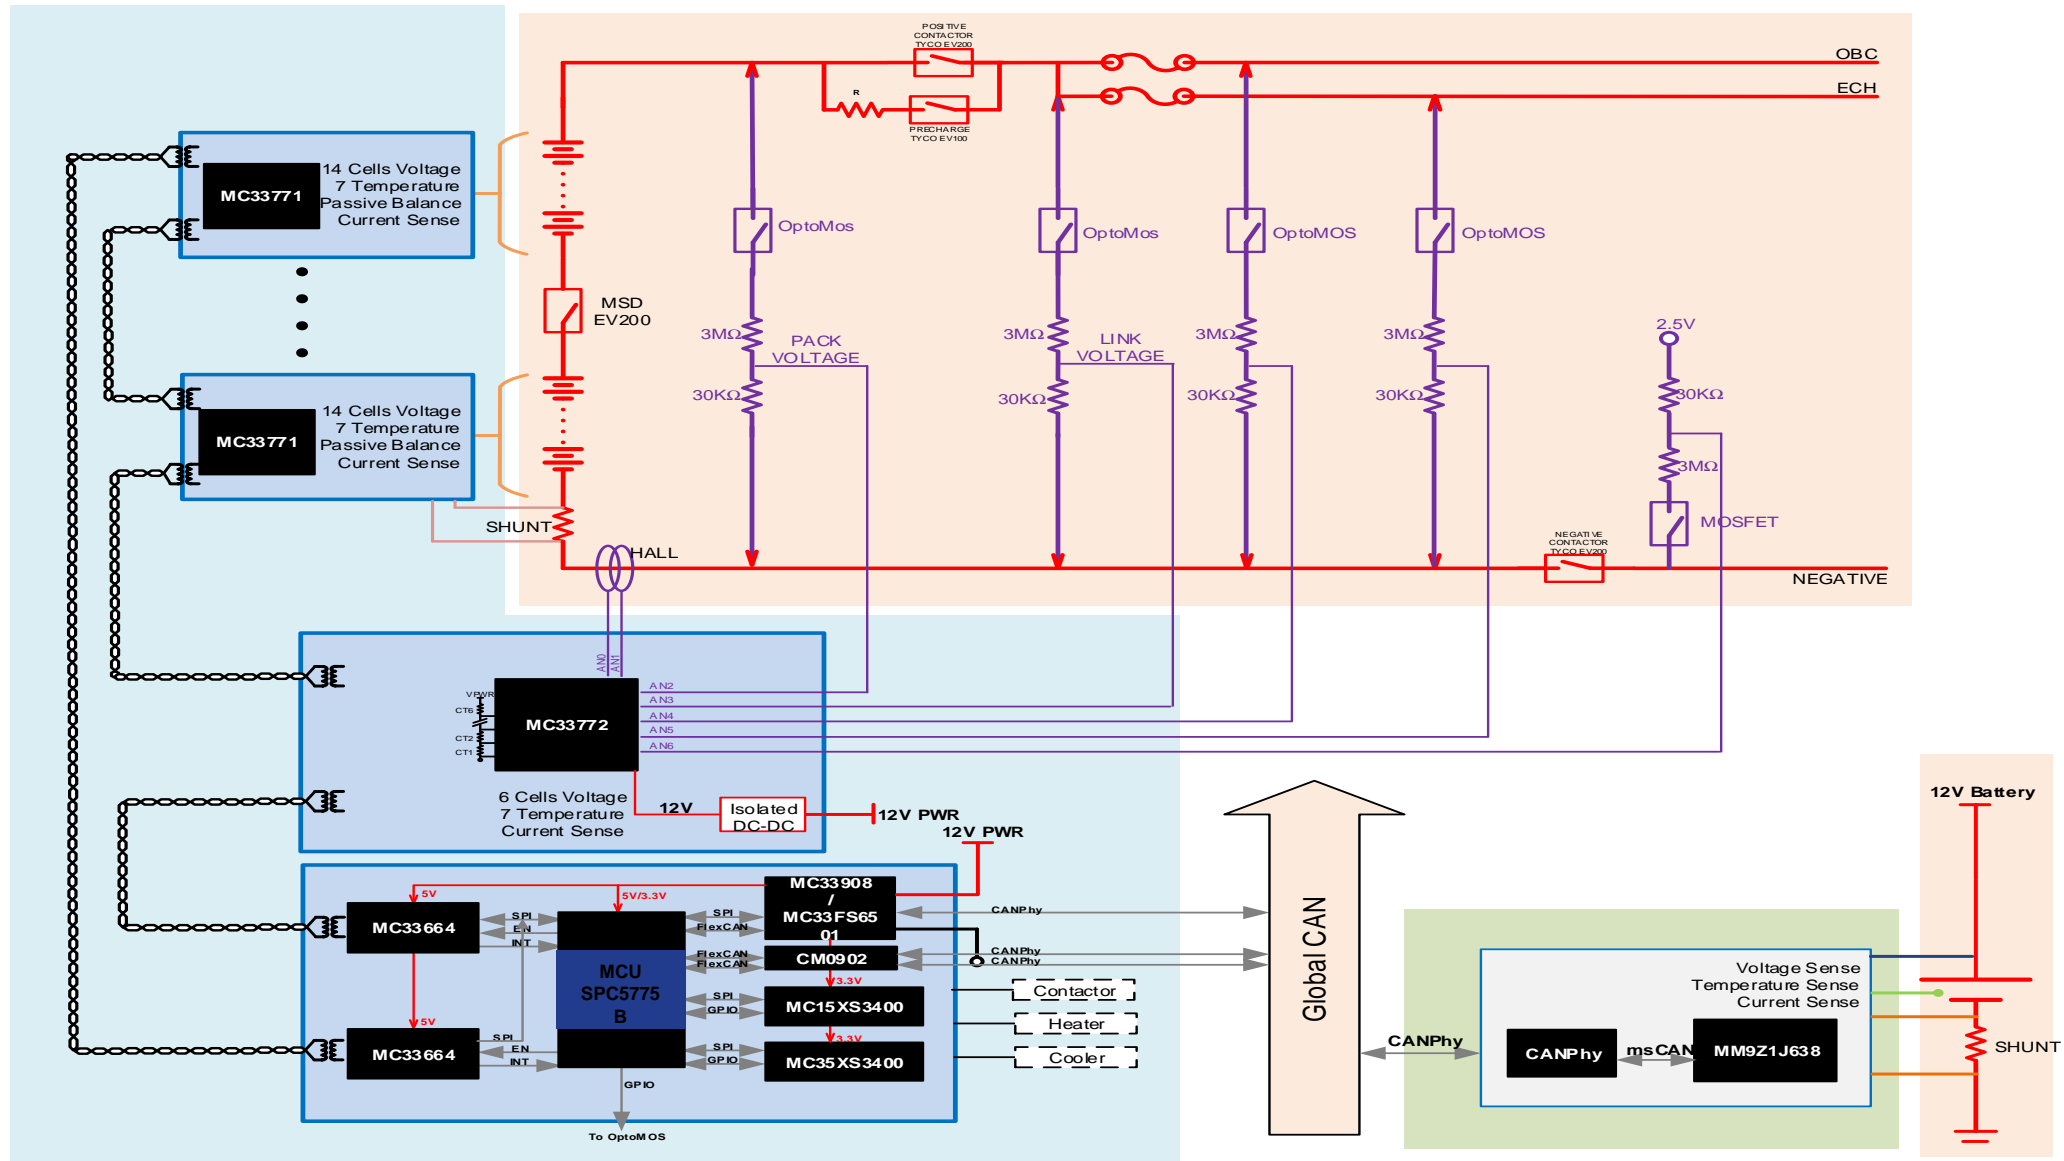 POSITIVE
CONTACTOR
TYCO EV200
OBC
ECH
R
PRECHARGE
TYCO EV100
MC33771
14 Cells Voltage
7 Temperature
Passive Balance
Current Sense
OptoMos
OptoMos
OptoMOS
OptoMOS
MSD
EV200
3MΩ
PACK
VOLTAGE
30KΩ
3MΩ
LINK
VOLTAGE
30KΩ
3MΩ
30KΩ
3MΩ
30KΩ
2.5V
30KΩ
3MΩ
MOSFET
MC33771
14 Cells Voltage
7 Temperature
Passive Balance
Current Sense
SHUNT
HALL
NEGATIVE
CONTACTOR
TYCO EV200
NEGATIVE
AN0
AN1
AN2
AN3
AN4
AN5
AN6
VPWR
CT6
CT2
CT1
MC33772
6 Cells Voltage
7 Temperature
Current Sense
12V
Isolated
DC-DC
12V PWR
12V PWR
5V
5V/3.3V
MC33664
SPI
EN
INT
5V
MC33664
SPI
EN
INT
MCU
SPC5775
B
GPIO
To OptoMOS
SPI
FlexCAN
FlexCAN
FlexCAN
SPI
GPIO
SPI
GPIO
MC33908
/
MC33FS65
01
CM0902
3.3V
MC15XS3400
3.3V
MC35XS3400
CANPhy
CANPhy
CANPhy
Contactor
Heater
Cooler
Global CAN
CANPhy
Voltage Sense
Temperature Sense
Current Sense
CANPhy
msCAN
MM9Z1J638
12V Battery
SHUNT